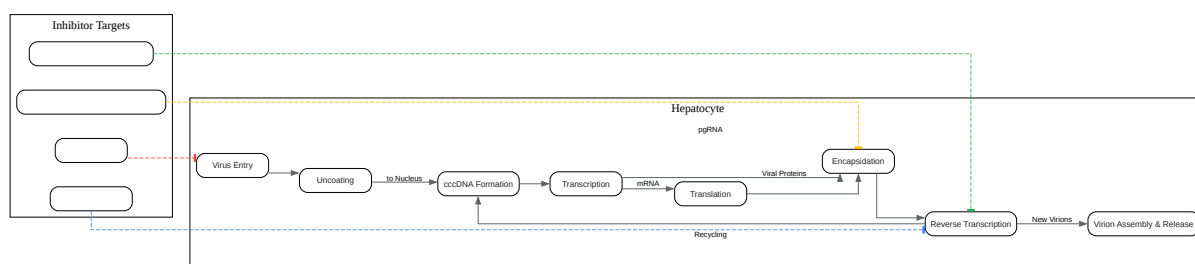 Inhibitor Targets
Hepatocyte
pgRNA
Virus Entry
Uncoating
to Nucleus
cccDNA Formation
Transcription
mRNA
Translation
Viral Proteins
Encapsidation
Reverse Transcription
New Virions
Virion Assembly & Release
Recycling